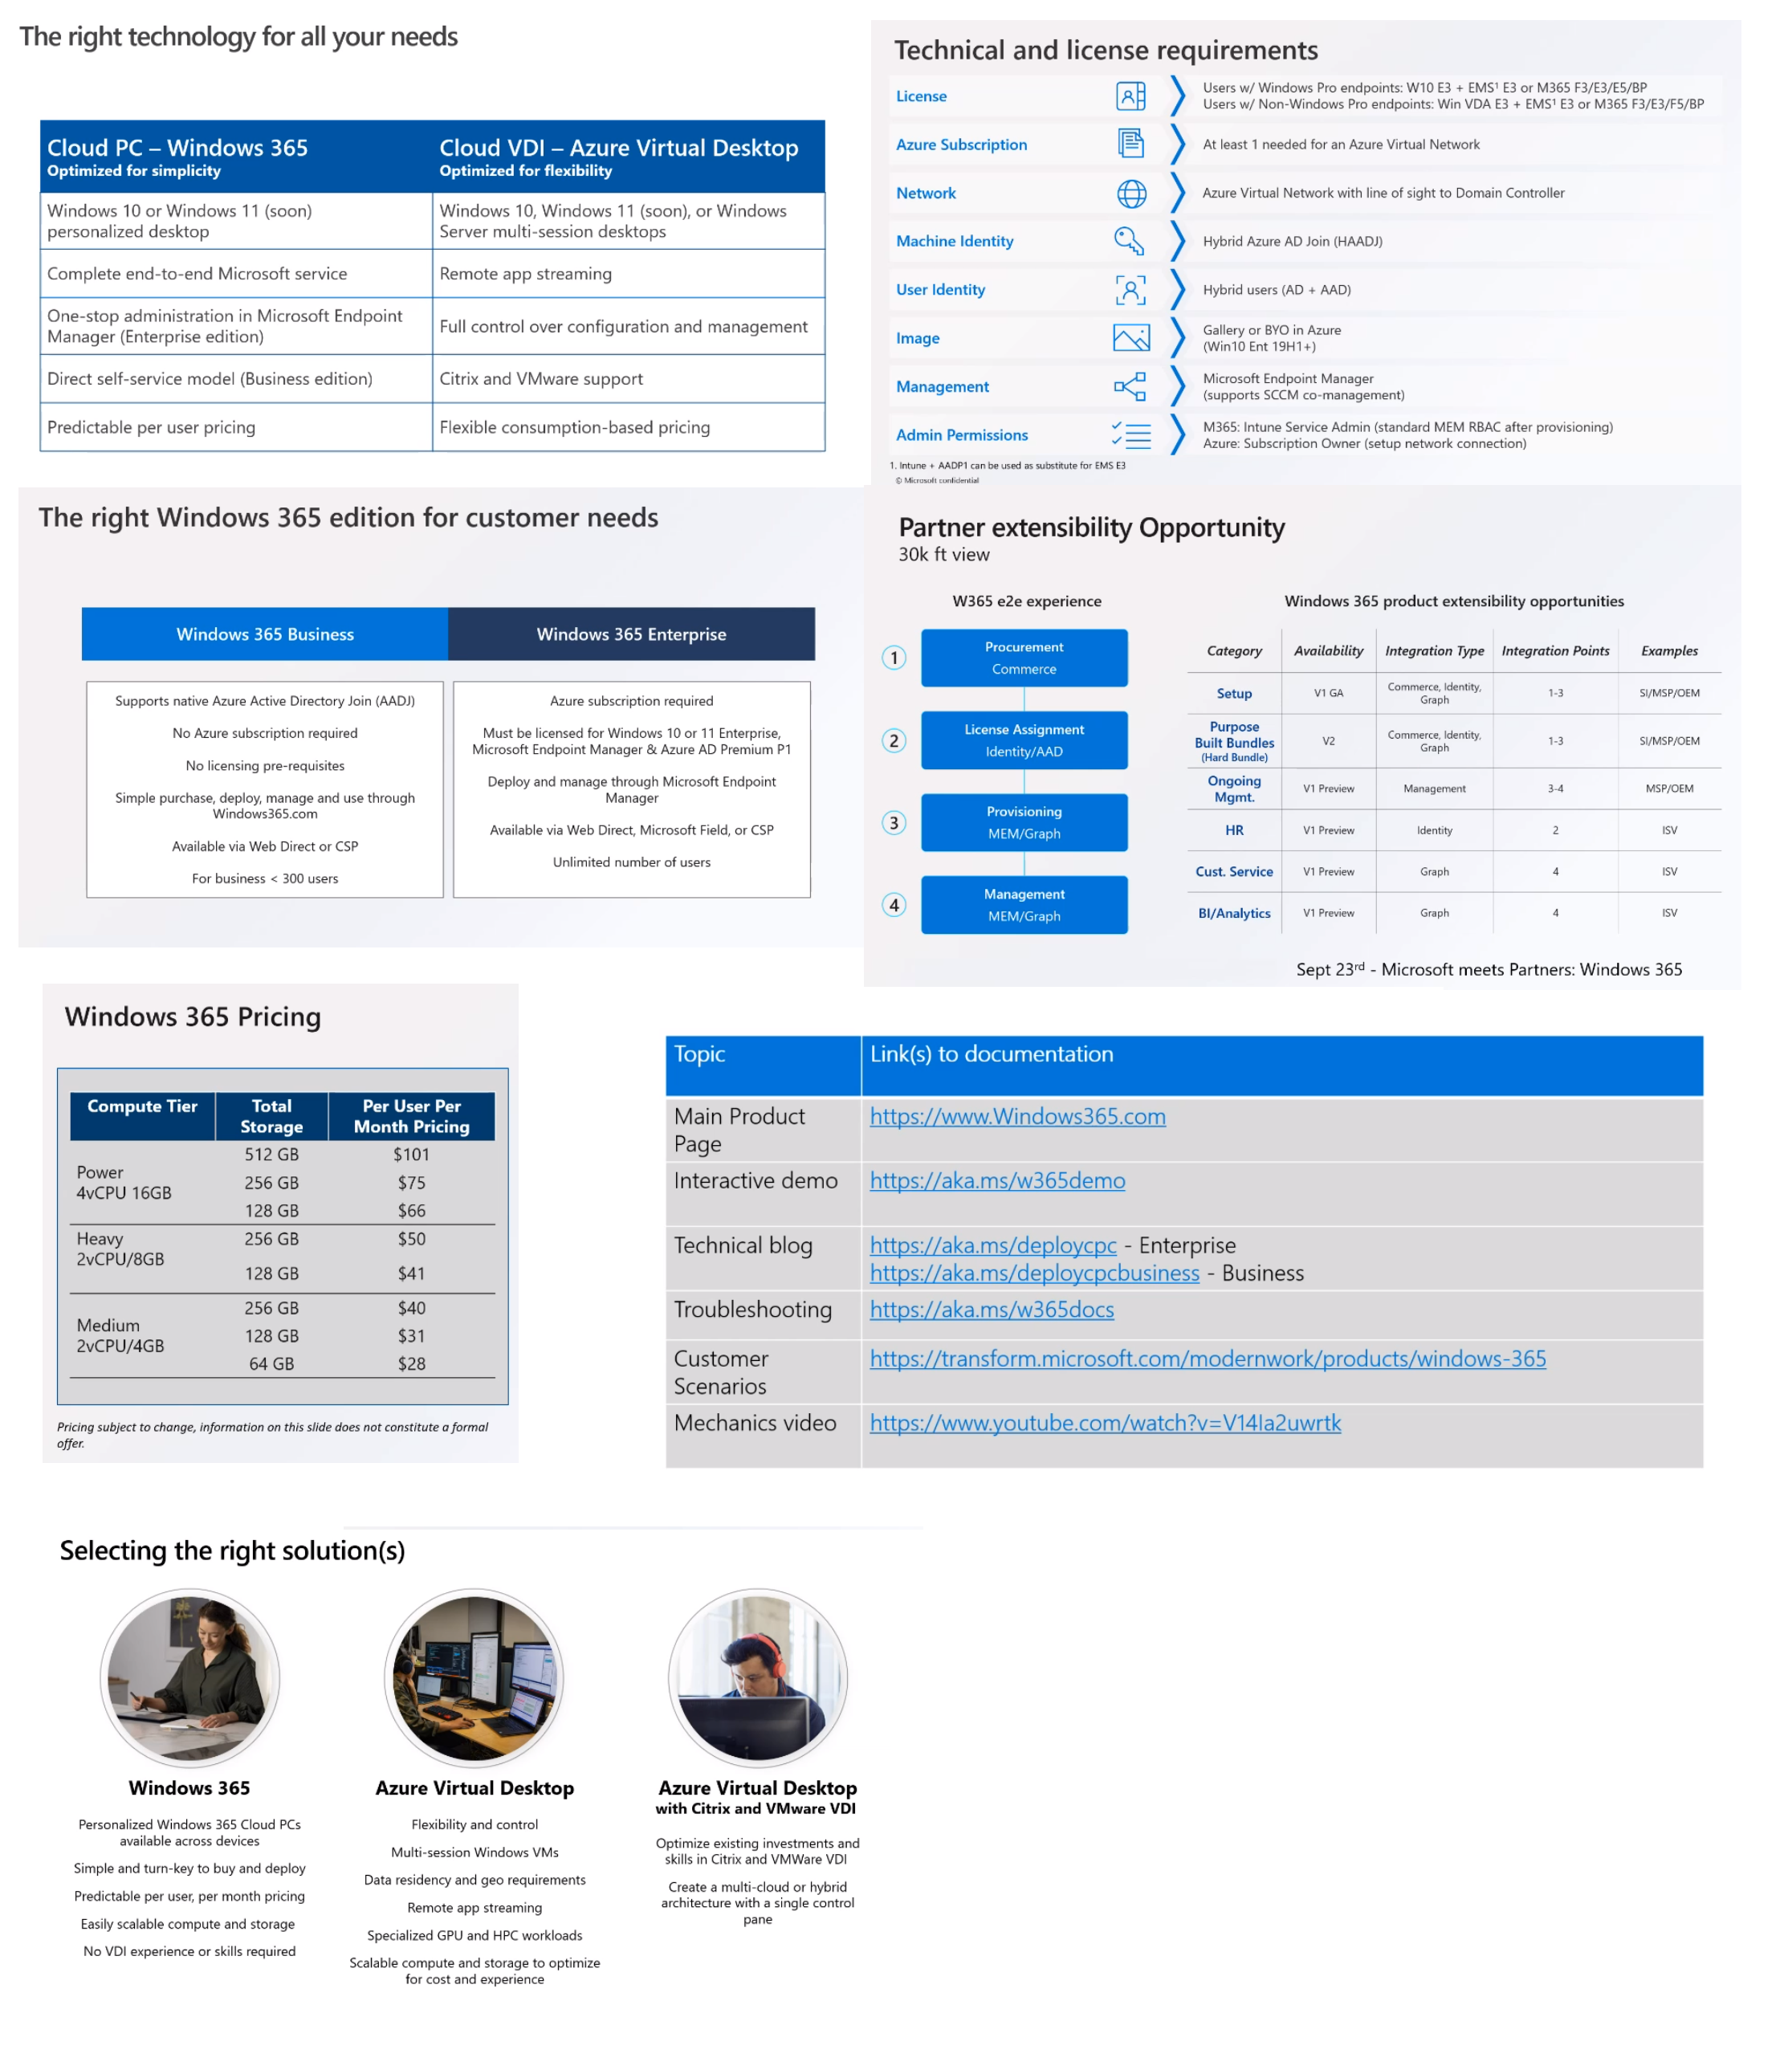 The right technology for all your needs
Cloud PC – Windows 365
Optimized for simplicity
Cloud VDI – Azure Virtual Desktop
Optimized for flexibility
Windows 10 or Windows 11 (soon)
personalized desktop
Windows 10, Windows 11 (soon), or Windows
Server multi-session desktops
Complete end-to-end Microsoft service
Remote app streaming
One-stop administration in Microsoft Endpoint
Manager (Enterprise edition)
Full control over configuration and management
Direct self-service model (Business edition)
Citrix and VMware support
Predictable per user pricing
Flexible consumption-based pricing
Technical and license requirements
License
Users w/ Windows Pro endpoints: W10 E3 + EMS¹ E3 or M365 F3/E3/E5/BP
Users w/ Non-Windows Pro endpoints: Win VDA E3 + EMS¹ E3 or M365 F3/E3/F5/BP
Azure Subscription
At least 1 needed for an Azure Virtual Network
Network
Azure Virtual Network with line of sight to Domain Controller
Machine Identity
Hybrid Azure AD Join (HAADJ)
User Identity
Hybrid users (AD + AAD)
Image
Gallery or BYO in Azure
(Win10 Ent 19H1+)
Management
Microsoft Endpoint Manager
(supports SCCM co-management)
Admin Permissions
M365: Intune Service Admin (standard MEM RBAC after provisioning)
Azure: Subscription Owner (setup network connection)
1. Intune + AADP1 can be used as substitute for EMS E3
© Microsoft confidential
The right Windows 365 edition for customer needs
Windows 365 Business
Windows 365 Enterprise
Supports native Azure Active Directory Join (AADJ)
No Azure subscription required
No licensing pre-requisites
Simple purchase, deploy, manage and use through
Windows365.com
Available via Web Direct or CSP
For business < 300 users
Azure subscription required
Must be licensed for Windows 10 or 11 Enterprise,
Microsoft Endpoint Manager & Azure AD Premium P1
Deploy and manage through Microsoft Endpoint
Manager
Available via Web Direct, Microsoft Field, or CSP
Unlimited number of users
Partner extensibility Opportunity
30k ft view
W365 e2e experience
1
Procurement
Commerce
2
License Assignment
Identity/AAD
3
Provisioning
MEM/Graph
4
Management
MEM/Graph
Windows 365 product extensibility opportunities
Category Availability Integration Type Integration Points Examples
Setup V1 GA Commerce, Identity, Graph 1-3 SI/MSP/OEM
Purpose Built Bundles (Hard Bundle) V2 Commerce, Identity, Graph 1-3 SI/MSP/OEM
Ongoing Mgmt. V1 Preview Management 3-4 MSP/OEM
HR V1 Preview Identity 2 ISV
Cust. Service V1 Preview Graph 4 ISV
BI/Analytics V1 Preview Graph 4 ISV
Sept 23rd - Microsoft meets Partners: Windows 365
Windows 365 Pricing
Compute Tier Total Storage Per User Per Month Pricing
Power
4vCPU 16GB
512 GB $101
256 GB $75
128 GB $66
Heavy
2vCPU/8GB
256 GB $50
128 GB $41
Medium
2vCPU/4GB
256 GB $40
128 GB $31
64 GB $28
Pricing subject to change, information on this slide does not constitute a formal
offer.
Topic Link(s) to documentation
Main Product
Page
https://www.Windows365.com
Interactive demo https://aka.ms/w365demo
Technical blog https://aka.ms/deploycpc - Enterprise
https://aka.ms/deploycpcbusiness - Business
Troubleshooting https://aka.ms/w365docs
Customer
Scenarios
https://transform.microsoft.com/modernwork/products/windows-365
Mechanics video https://www.youtube.com/watch?v=V14Ia2uwrtk
Selecting the right solution(s)
Windows 365
Personalized Windows 365 Cloud PCs
available across devices
Simple and turn-key to buy and deploy
Predictable per user, per month pricing
Easily scalable compute and storage
No VDI experience or skills required
Azure Virtual Desktop
Flexibility and control
Multi-session Windows VMs
Data residency and geo requirements
Remote app streaming
Specialized GPU and HPC workloads
Scalable compute and storage to optimize
for cost and experience
Azure Virtual Desktop
with Citrix and VMware VDI
Optimize existing investments and
skills in Citrix and VMWare VDI
Create a multi-cloud or hybrid
architecture with a single control
pane